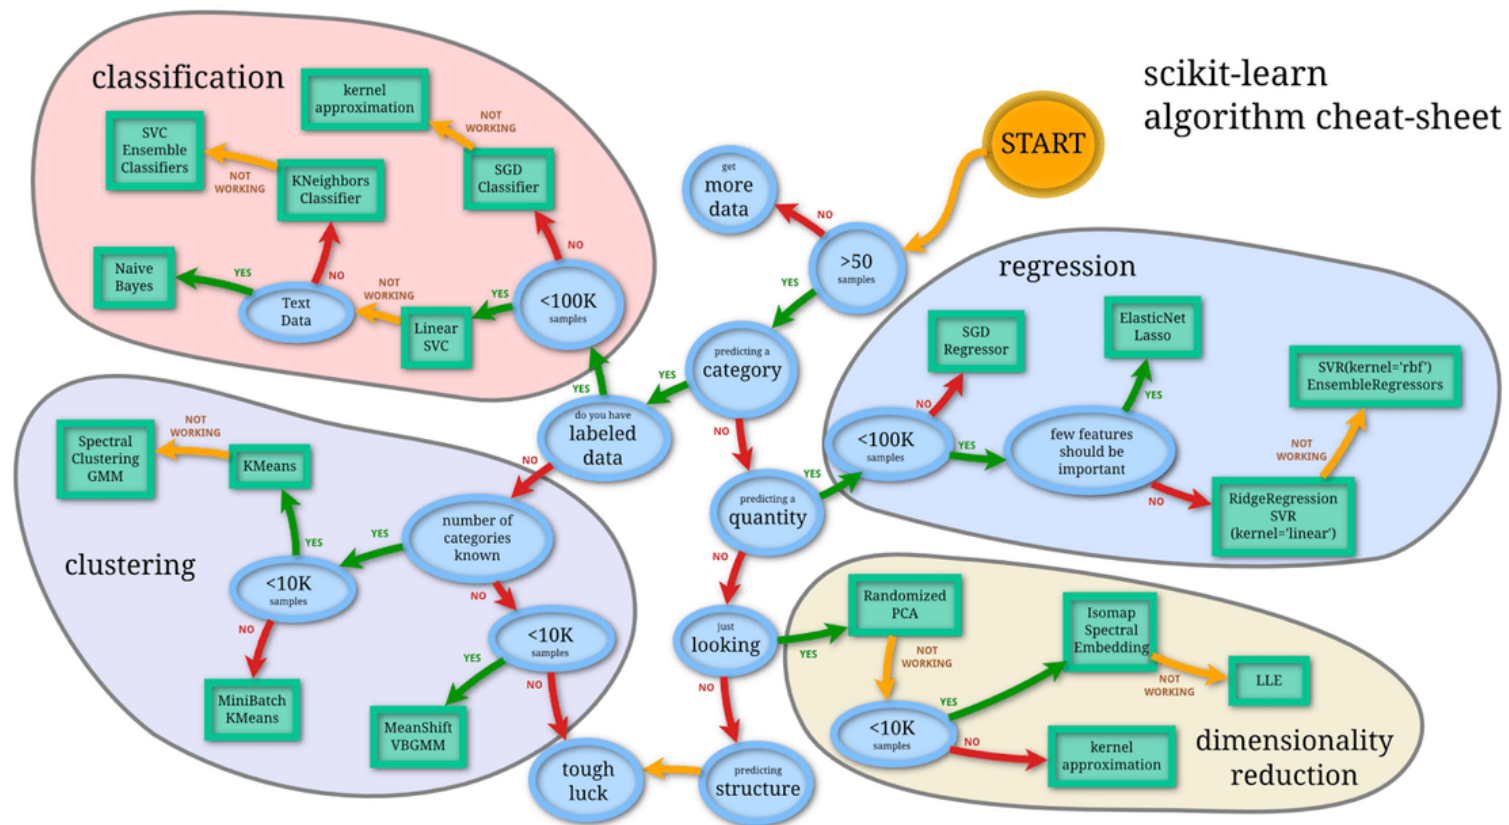 scikit-learn
algorithm cheat-sheet
START
get
more
data
NO
>50
samples
YES
predicting a
category
YES
NO
do you have
labeled
data
YES
NO
predicting a
quantity
YES
NO
just
looking
YES
NO
predicting
structure
tough
luck
classification
kernel
approximation
NOT
WORKING
SVC
Ensemble
Classifiers
NOT
WORKING
KNeighbors
Classifier
SGD
Classifier
NO
Naive
Bayes
YES
NO
Text
Data
NOT
WORKING
Linear
SVC
YES
<100K
samples
regression
SGD
Regressor
ElasticNet
Lasso
SVR(kernel='rbf')
EnsembleRegressors
NO
YES
<100K
samples
YES
few features
should be
important
NOT
WORKING
NO
RidgeRegression
SVR
(kernel='linear')
clustering
Spectral
Clustering
GMM
NOT
WORKING
KMeans
number of
categories
known
YES
YES
<10K
samples
NO
NO
<10K
samples
YES
NO
MiniBatch
KMeans
MeanShift
VBGMM
dimensionality
reduction
Randomized
PCA
NOT
WORKING
Isomap
Spectral
Embedding
NOT
WORKING
LLE
YES
<10K
samples
NO
kernel
approximation